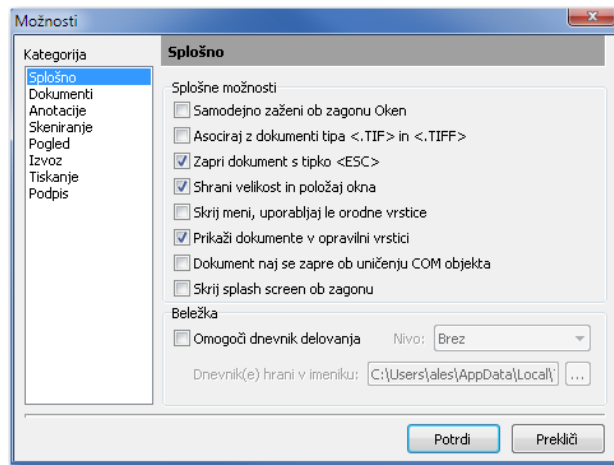 Možnosti
Kategorija
Splošno
Dokumenti
Anotacije
Skeniranje
Pogled
Izvoz
Tiskanje
Podpis
Splošno
Splošne možnosti
Samodejno zaženi ob zagonu Oken
Asociraj z dokumenti tipa <.TIF> in <.TIFF>
Zapri dokument s tipko <ESC>
Shrani velikost in položaj okna
Skrij meni, uporabljaj le orodne vrstice
Prikaži dokumente v opravilni vrstici
Dokument naj se zapre ob uničenju COM objekta
Skrij splash screen ob zagonu
Beležka
Omogoči dnevnik delovanja Nivo: Brez
Dnevnik(e) hrani v imeniku: C:\Users\ales\AppData\Local\ ...
Potrdi Prekliči